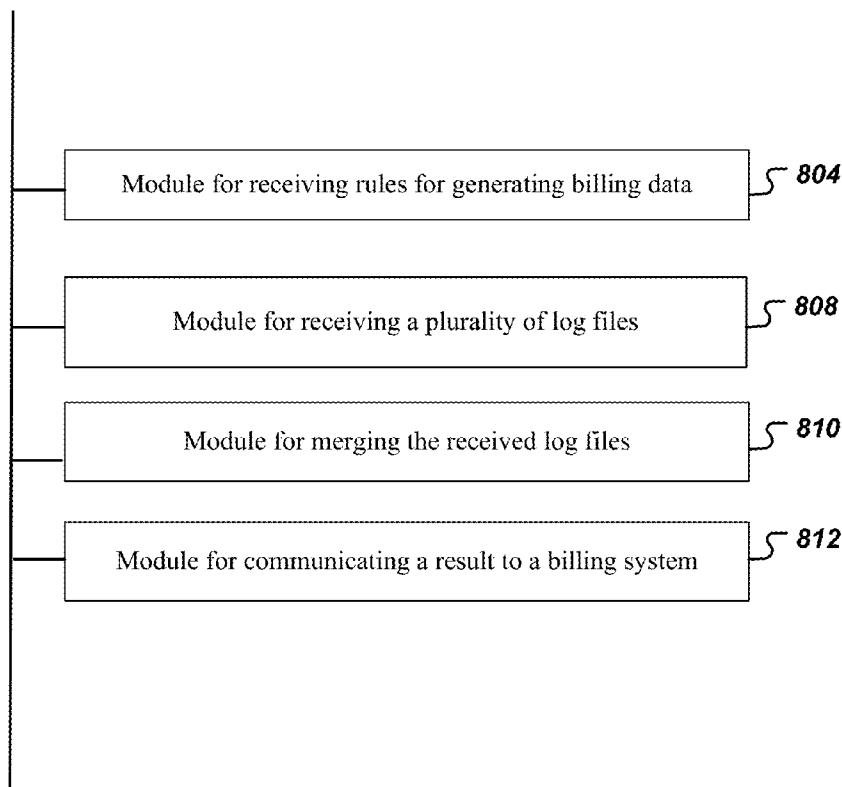 Module for receiving rules for generating billing data
804
Module for receiving a plurality of log files
808
Module for merging the received log files
810
Module for communicating a result to a billing system
812